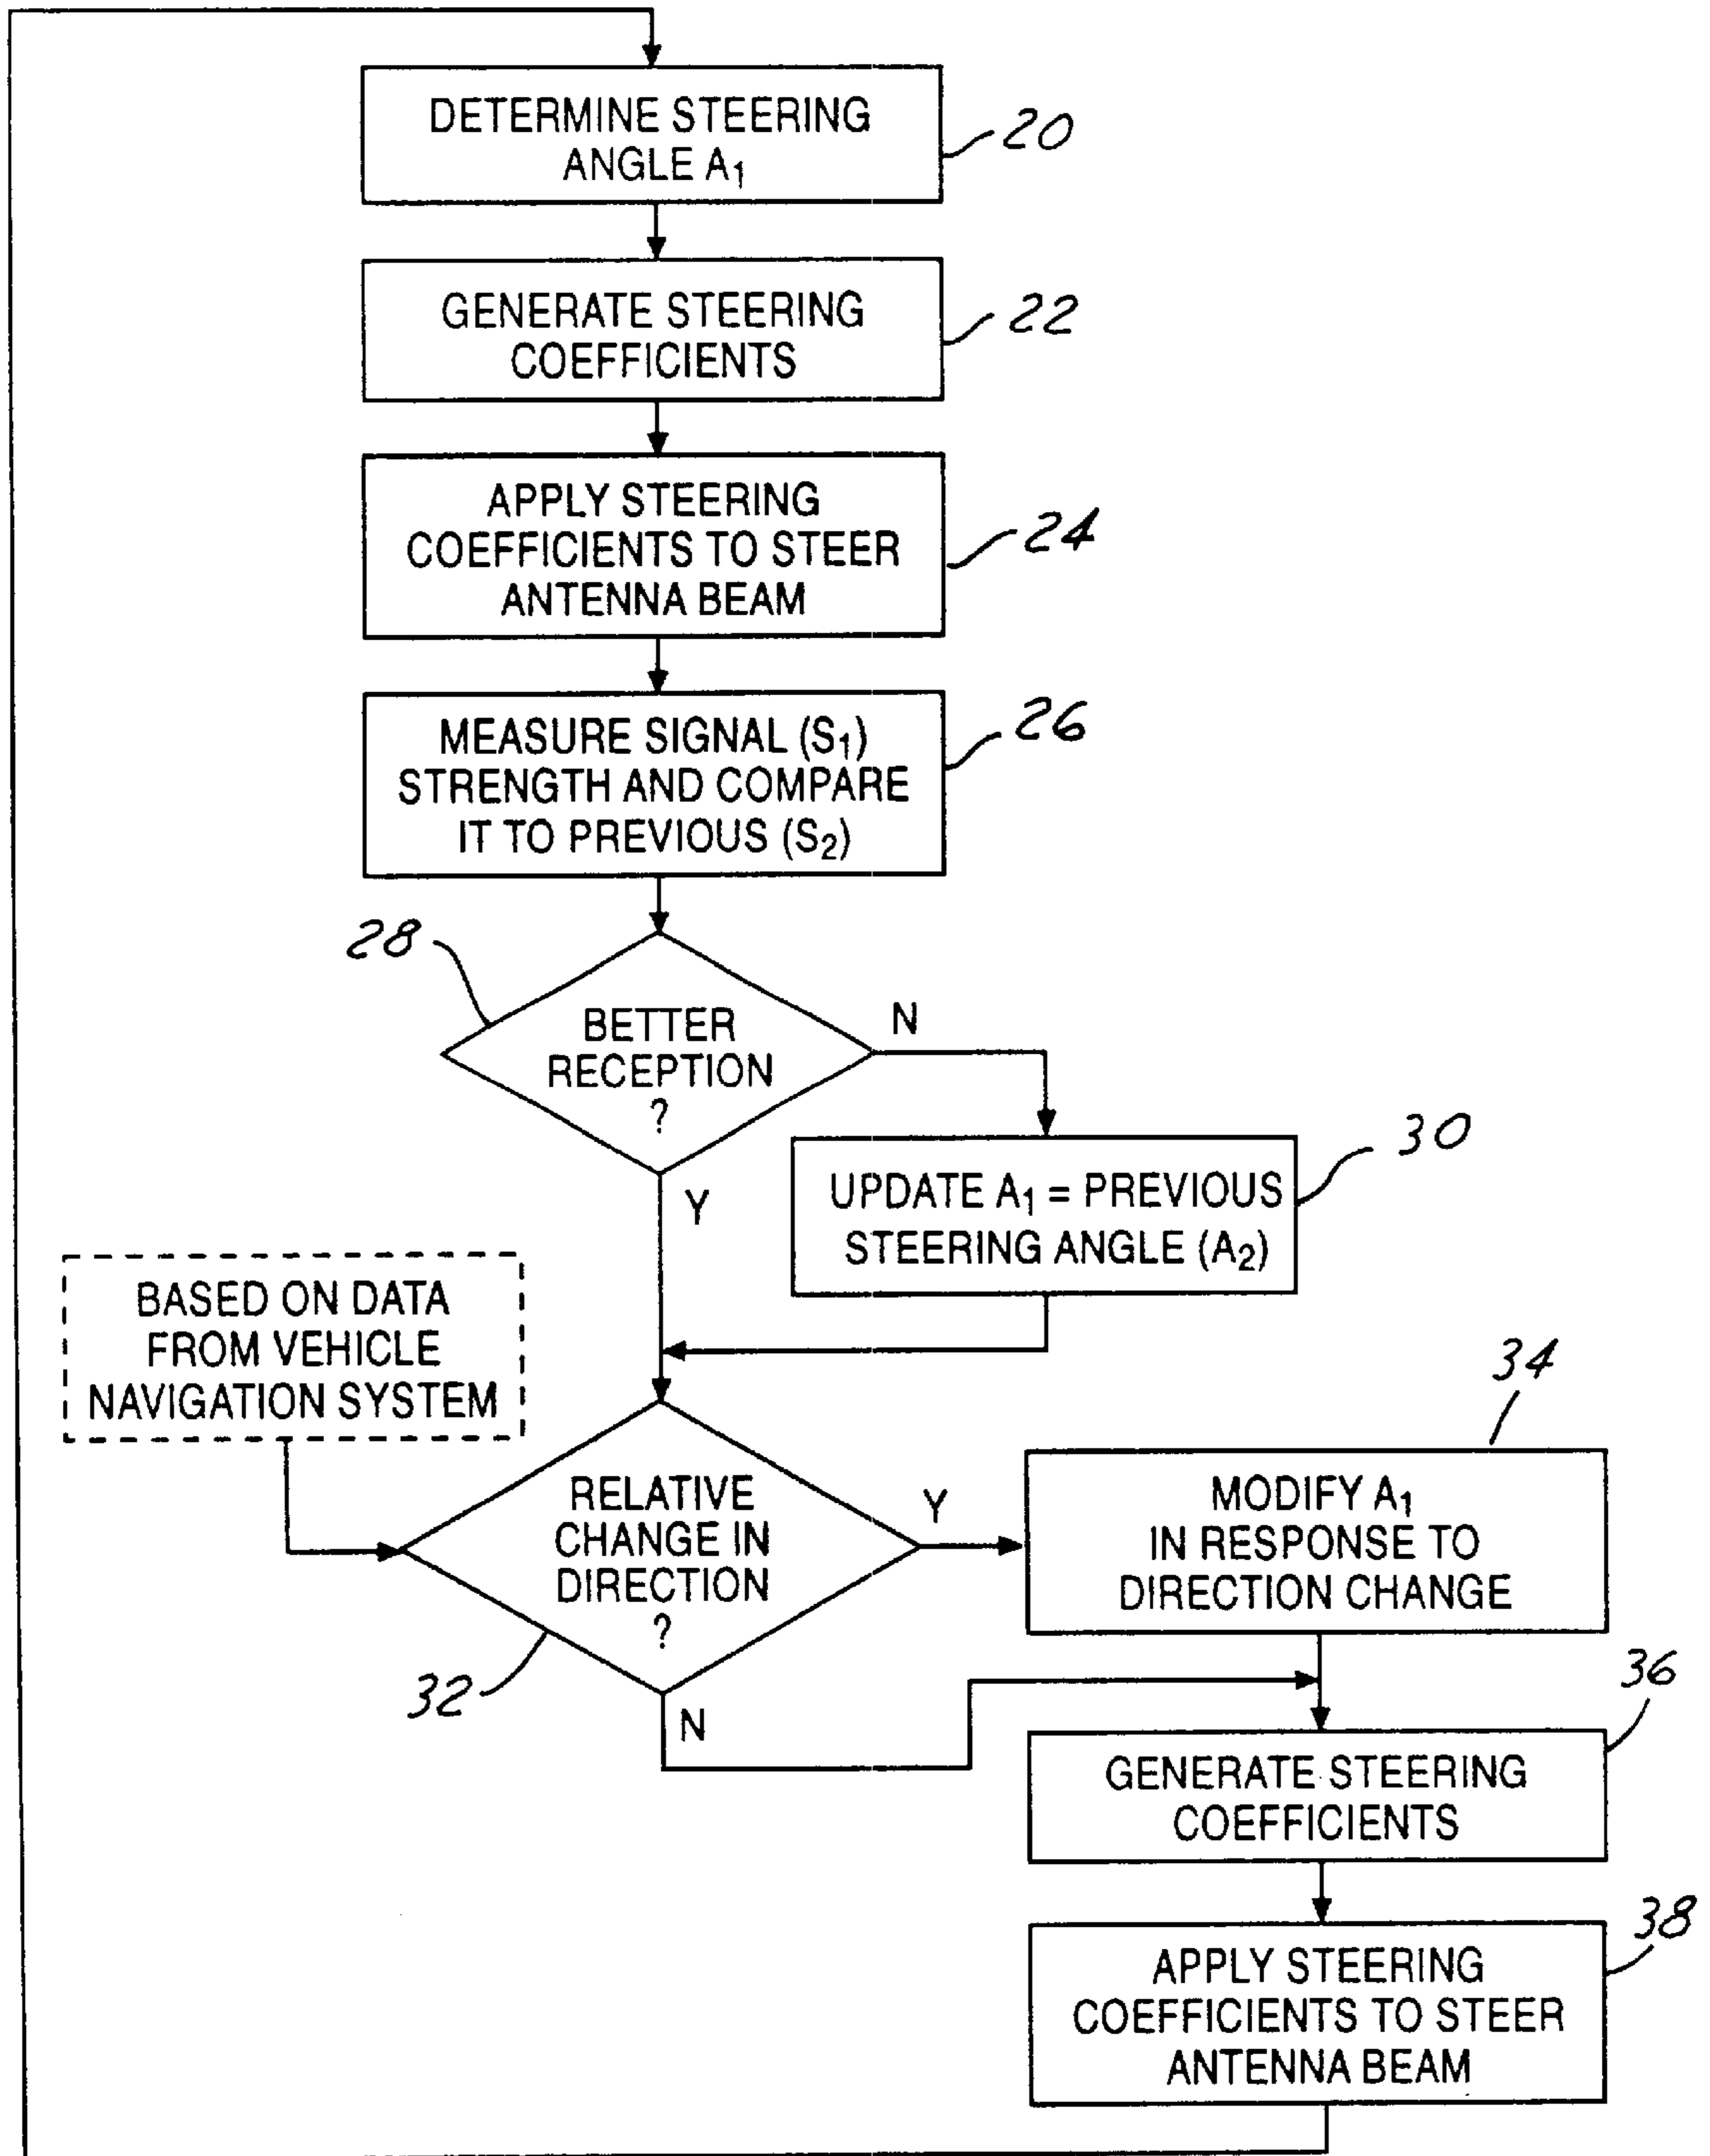 DETERMINE STEERING
ANGLE A₁
20
GENERATE STEERING
COEFFICIENTS
22
APPLY STEERING
COEFFICIENTS TO STEER
ANTENNA BEAM
24
MEASURE SIGNAL (S₁)
STRENGTH AND COMPARE
IT TO PREVIOUS (S₂)
26
28
BETTER
RECEPTION
?
N
Y
30
UPDATE A₁ = PREVIOUS
STEERING ANGLE (A₂)
BASED ON DATA
FROM VEHICLE
NAVIGATION SYSTEM
RELATIVE
CHANGE IN
DIRECTION
?
32
Y
N
34
MODIFY A₁
IN RESPONSE TO
DIRECTION CHANGE
36
GENERATE STEERING
COEFFICIENTS
38
APPLY STEERING
COEFFICIENTS TO STEER
ANTENNA BEAM